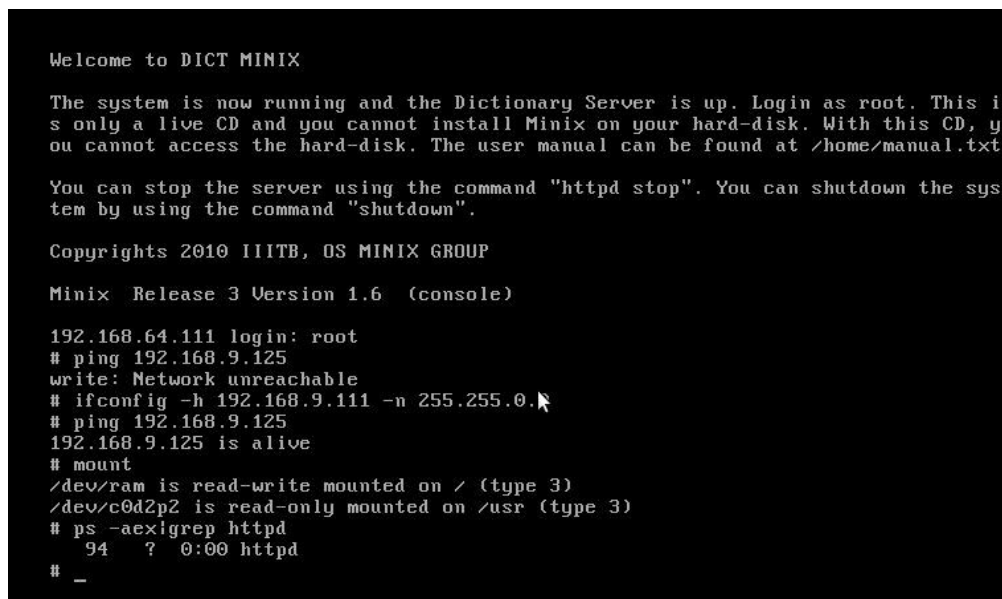 Welcome to DICT MINIX
The system is now running and the Dictionary Server is up. Login as root. This i
s only a live CD and you cannot install Minix on your hard-disk. With this CD, y
ou cannot access the hard-disk. The user manual can be found at /home/manual.txt
You can stop the server using the command "httpd stop". You can shutdown the sys
tem by using the command "shutdown".
Copyrights 2010 IIITB, OS MINIX GROUP
Minix Release 3 Version 1.6 (console)
192.168.64.111 login: root
# ping 192.168.9.125
write: Network unreachable
# ifconfig -h 192.168.9.111 -n 255.255.0.
# ping 192.168.9.125
192.168.9.125 is alive
# mount
/dev/ram is read-write mounted on / (type 3)
/dev/c0d2p2 is read-only mounted on /usr (type 3)
# ps -aex|grep httpd
94 ? 0:00 httpd
# _